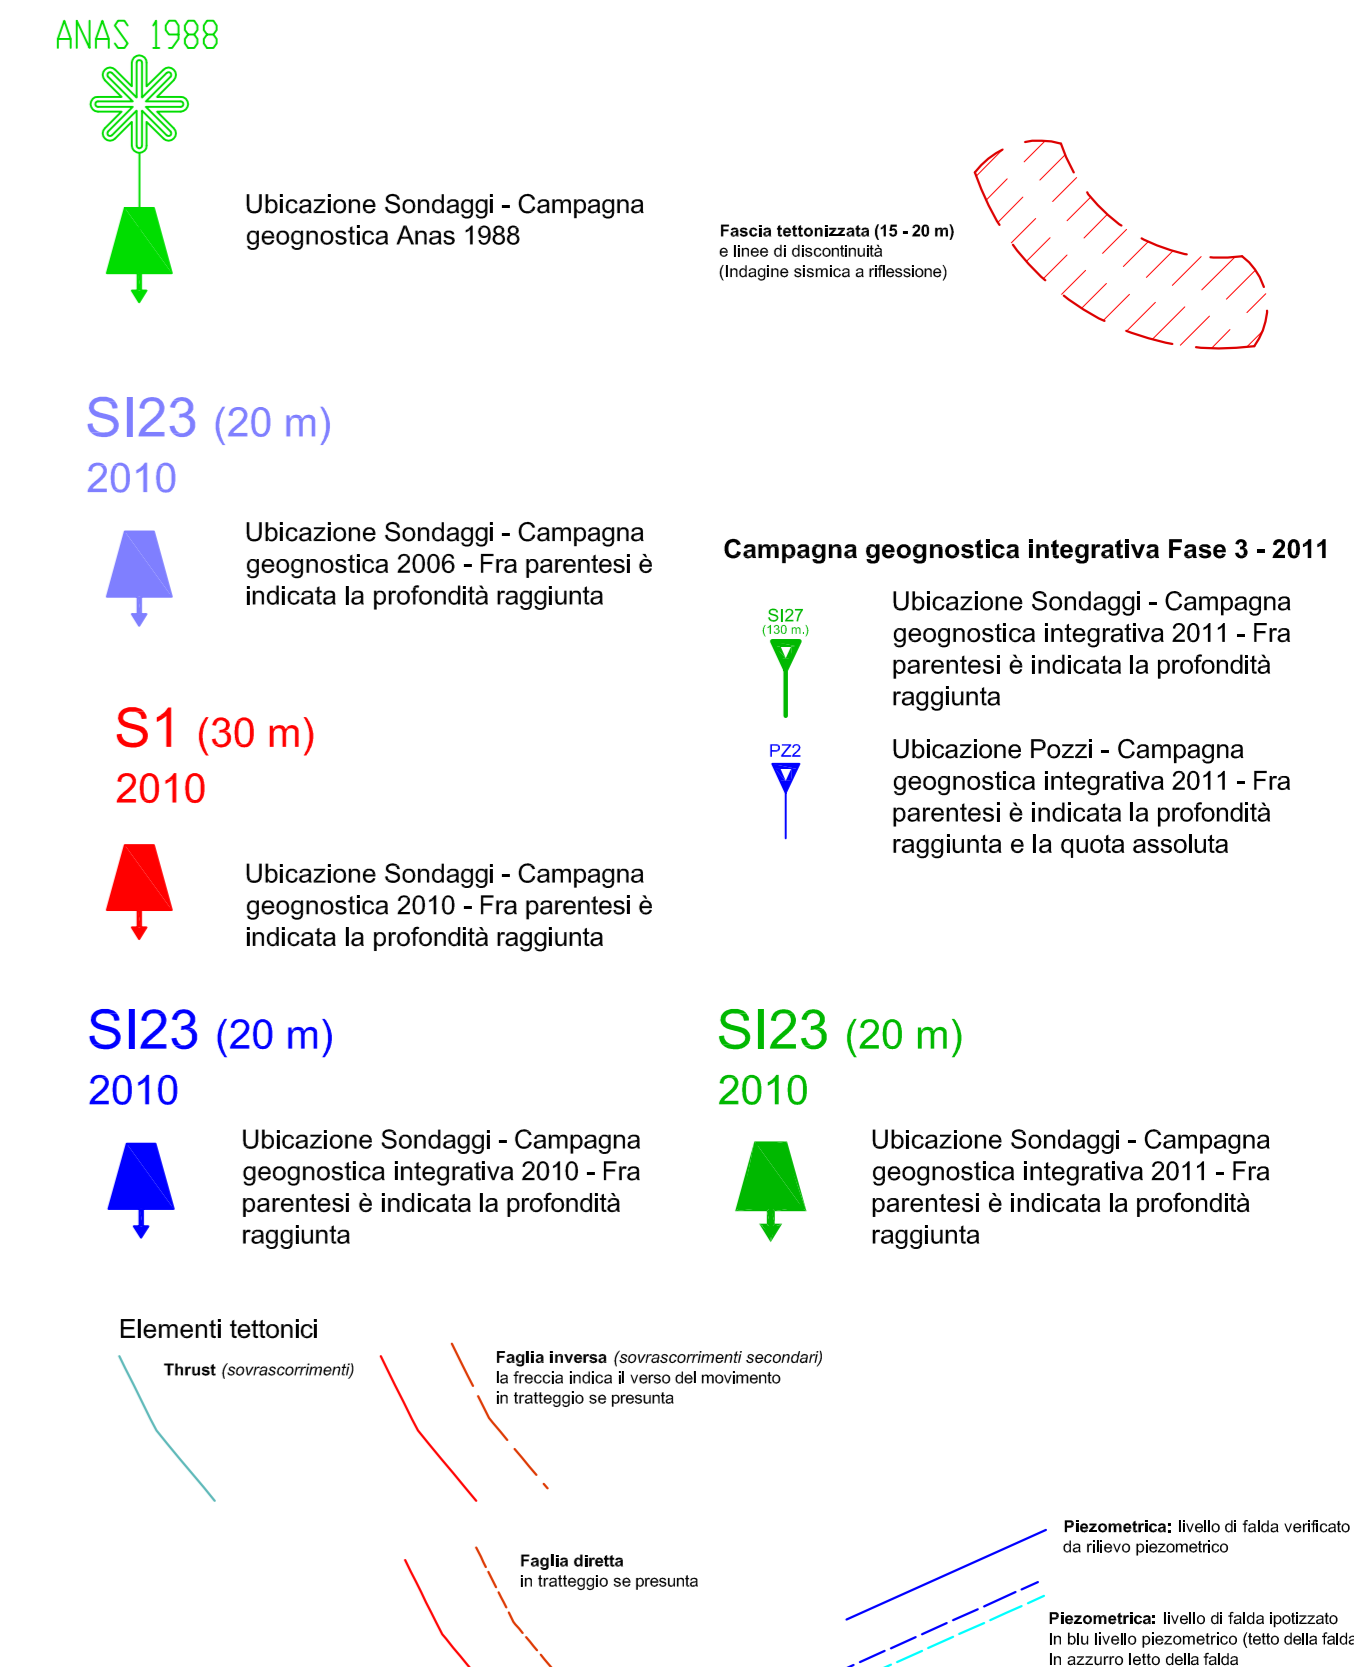 ANAS 1988
Ubicazione Sondaggi - Campagna
geognostica Anas 1988
Fascia tettonizzata (15 - 20 m)
e linee di discontinuità
(Indagine sismica a riflessione)
SI23 (20 m)
2010
Ubicazione Sondaggi - Campagna
geognostica 2006 - Fra parentesi è
indicata la profondità raggiunta
Campagna geognostica integrativa Fase 3 - 2011
SI27
(130 m.)
Ubicazione Sondaggi - Campagna
geognostica integrativa 2011 - Fra
parentesi è indicata la profondità
raggiunta
PZ2
Ubicazione Pozzi - Campagna
geognostica integrativa 2011 - Fra
parentesi è indicata la profondità
raggiunta e la quota assoluta
S1 (30 m)
2010
Ubicazione Sondaggi - Campagna
geognostica 2010 - Fra parentesi è
indicata la profondità raggiunta
SI23 (20 m)
2010
Ubicazione Sondaggi - Campagna
geognostica integrativa 2010 - Fra
parentesi è indicata la profondità
raggiunta
SI23 (20 m)
2010
Ubicazione Sondaggi - Campagna
geognostica integrativa 2011 - Fra
parentesi è indicata la profondità
raggiunta
Elementi tettonici
Thrust (sovrascorrimenti)
Faglia inversa (sovrascorrimenti secondari)
la freccia indica il verso del movimento
in tratteggio se presunta
Faglia diretta
in tratteggio se presunta
Piezometrica: livello di falda verificato
da rilievo piezometrico
Piezometrica: livello di falda ipotizzato
In blu livello piezometrico (tetto della falda
In azzurro letto della falda